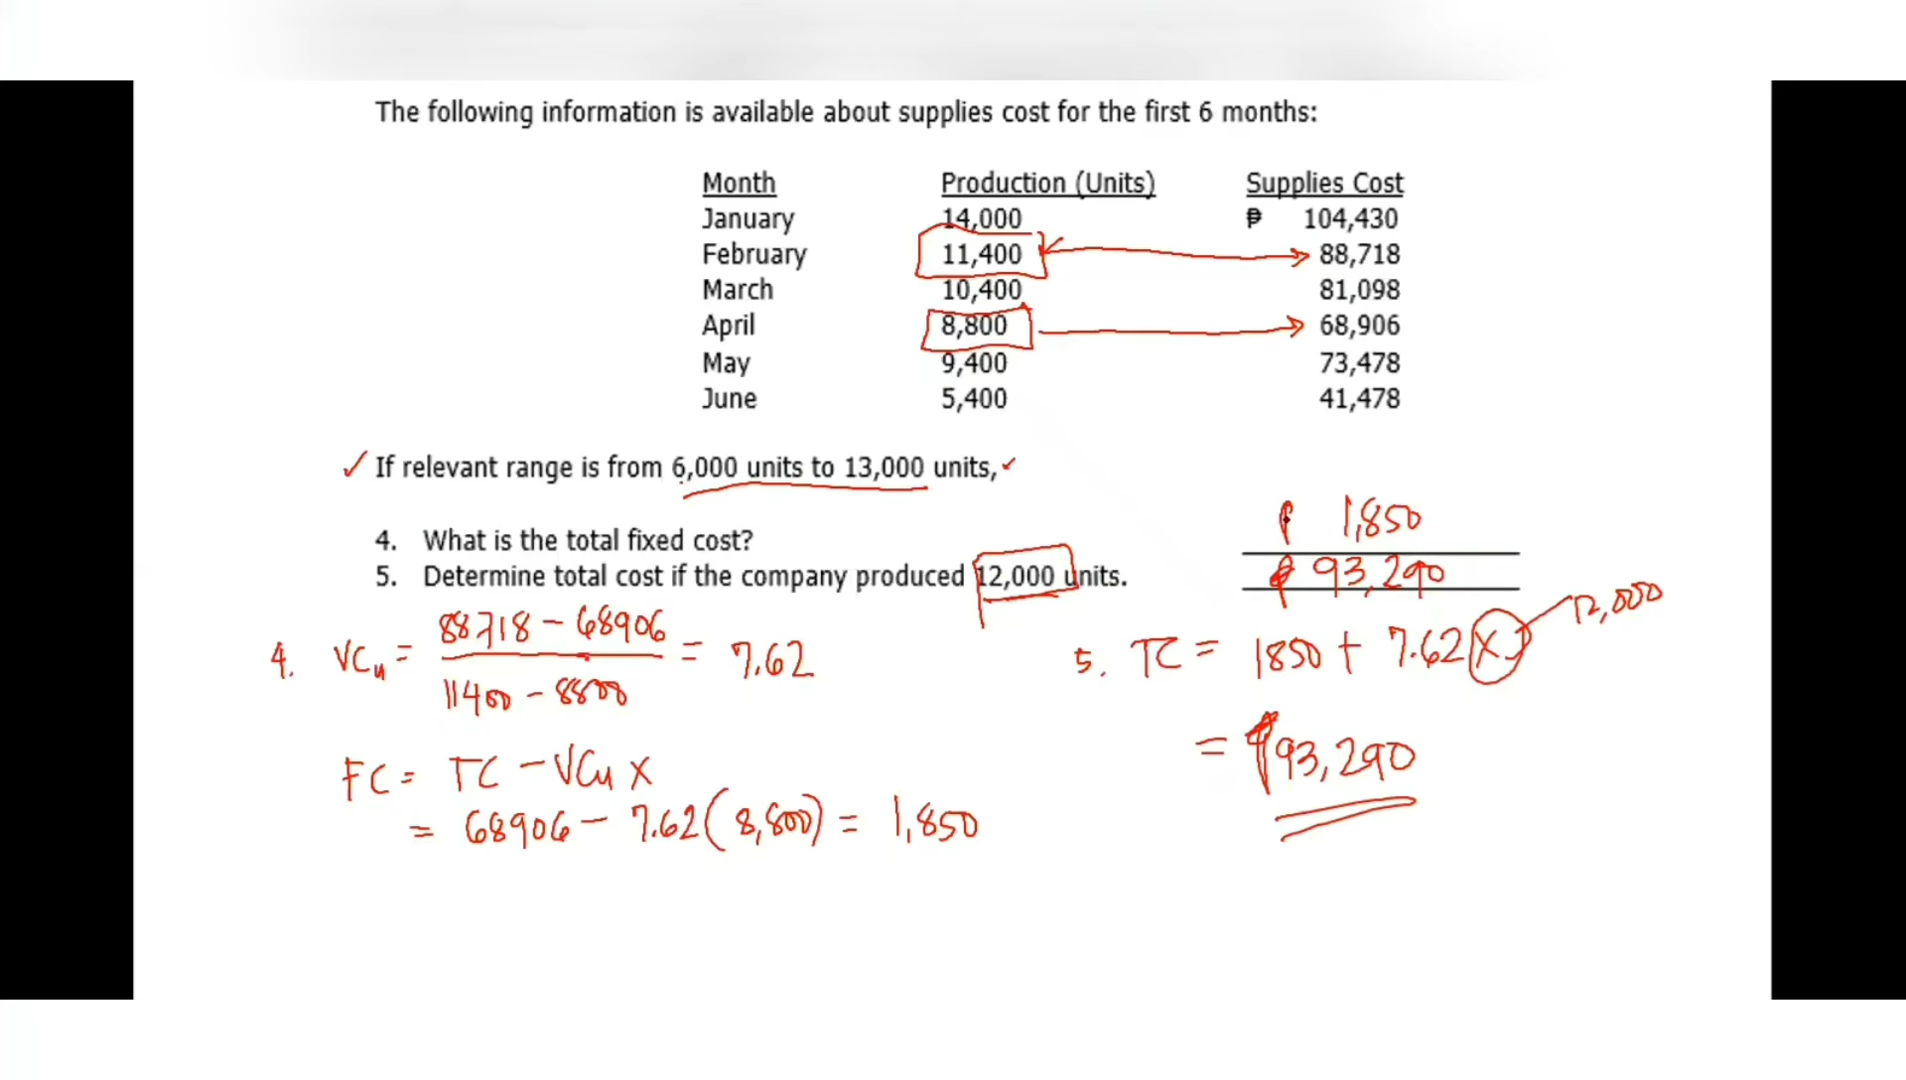 The following information is available about supplies cost for the first 6 months:
Month Production (Units) Supplies Cost
January 14,000 ₱ 104,430
February 11,400 88,718
March 10,400 81,098
April 8,800 68,906
May 9,400 73,478
June 5,400 41,478
✓ If relevant range is from 6,000 units to 13,000 units, ✓
4. What is the total fixed cost?
₱ 1,850
5. Determine total cost if the company produced 12,000 units.
₱ 93,290
4. VCu = 88718 - 68906 / 11400 - 8800 = 7.62
5. TC = 1850 + 7.62 x 12,000
= ₱93,290
FC = TC - VCu x
= 68906 - 7.62 (8,800) = 1,850